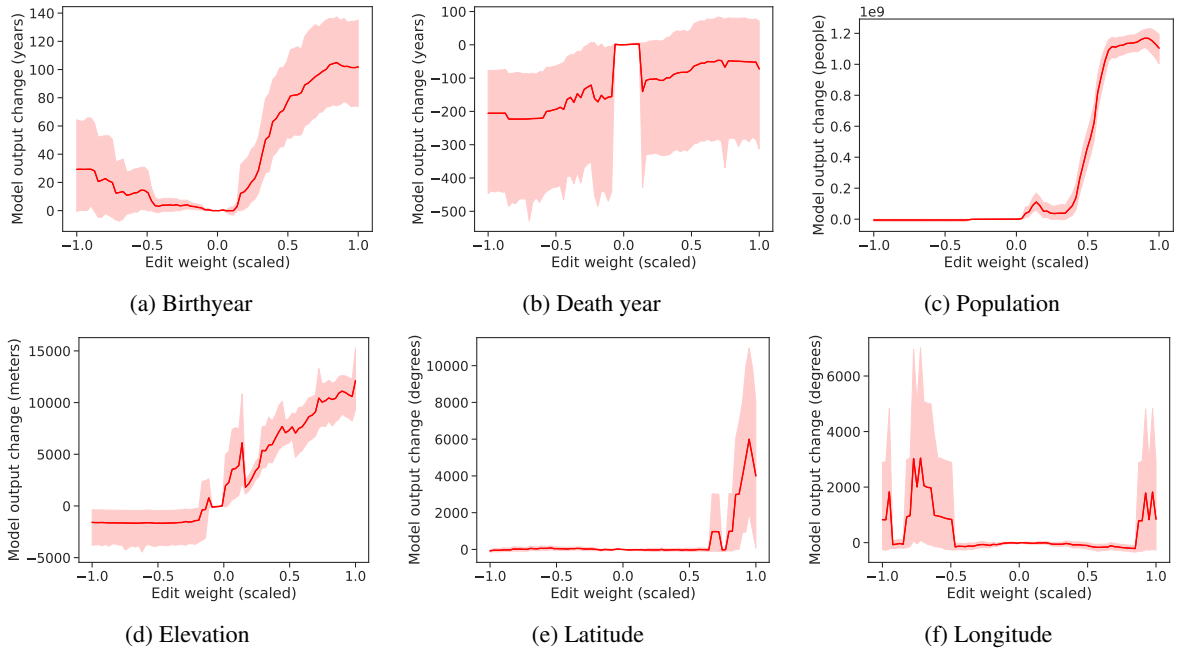 Model output change (years)
140
120
100
80
60
40
20
0
−1.0 −0.5 0.0 0.5 1.0
Edit weight (scaled)
(a) Birthyear
Model output change (years)
0
−100
−200
−300
−400
−500
−1.0 −0.5 0.0 0.5 1.0
Edit weight (scaled)
(b) Death year
1e9
Model output change (people)
1.2
0.9
0.6
0.3
0.0
−1.0 −0.5 0.0 0.5 1.0
Edit weight (scaled)
(c) Population
Model output change (meters)
15000
10000
5000
0
−5000
−1.0 −0.5 0.0 0.5 1.0
Edit weight (scaled)
(d) Elevation
Model output change (degrees)
10000
8000
6000
4000
2000
0
−1.0 −0.5 0.0 0.5 1.0
Edit weight (scaled)
(e) Latitude
Model output change (degrees)
6000
4000
2000
0
−1.0 −0.5 0.0 0.5 1.0
Edit weight (scaled)
(f) Longitude